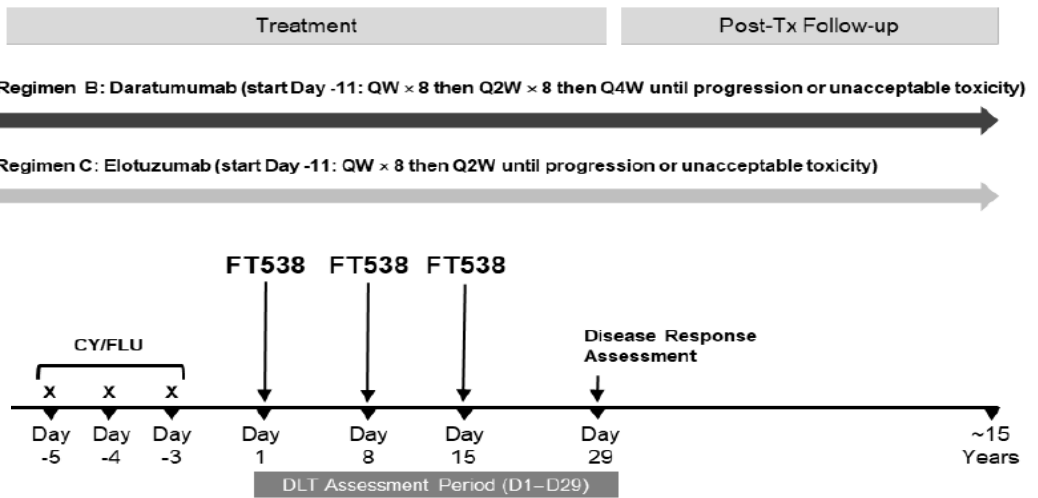 Treatment
Post-Tx Follow-up
Regimen B: Daratumumab (start Day -11: QW × 8 then Q2W × 8 then Q4W until progression or unacceptable toxicity)
Regimen C: Elotuzumab (start Day -11: QW × 8 then Q2W until progression or unacceptable toxicity)
FT538 FT538 FT538
Disease Response
Assessment
CY/FLU
x x x
Day -5
Day -4
Day -3
Day 1
Day 8
Day 15
Day 29
~15 Years
DLT Assessment Period (D1–D29)